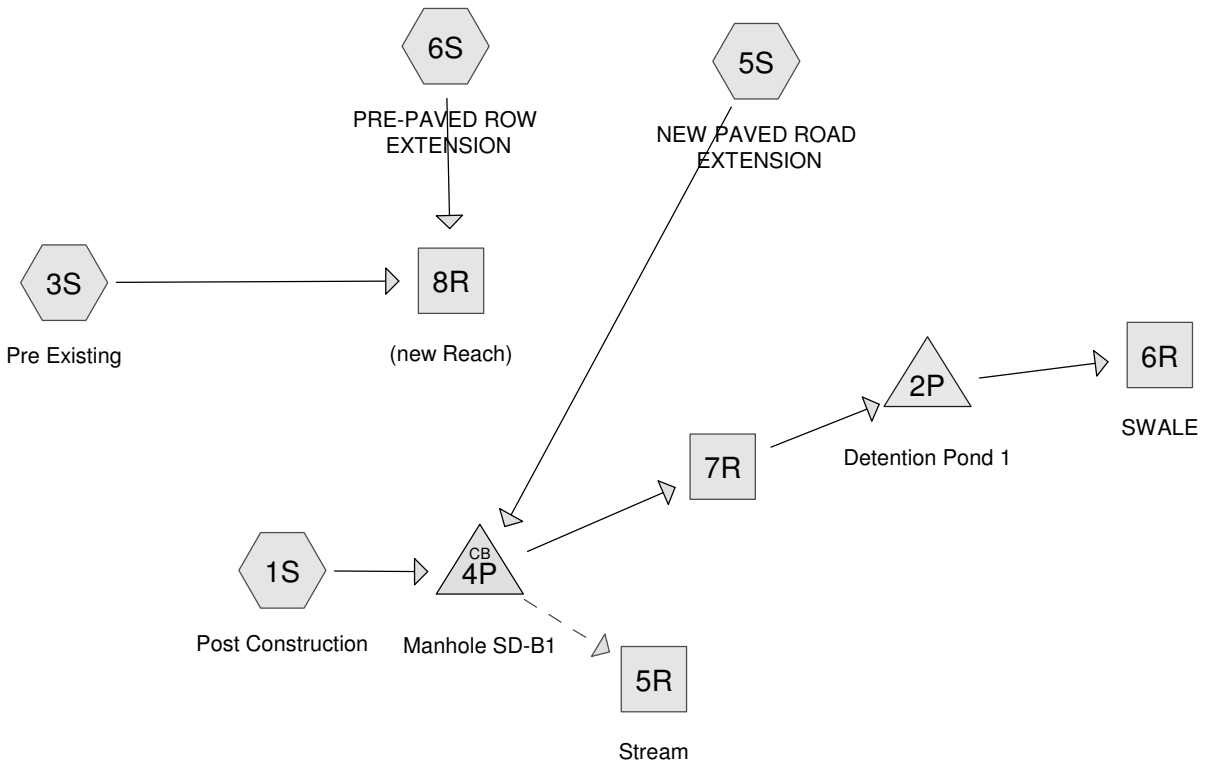 6S
PRE-PAVED ROW
EXTENSION
5S
NEW PAVED ROAD
EXTENSION
3S
Pre Existing
8R
(new Reach)
6R
SWALE
2P
Detention Pond 1
7R
1S
Post Construction
CB
4P
Manhole SD-B1
5R
Stream